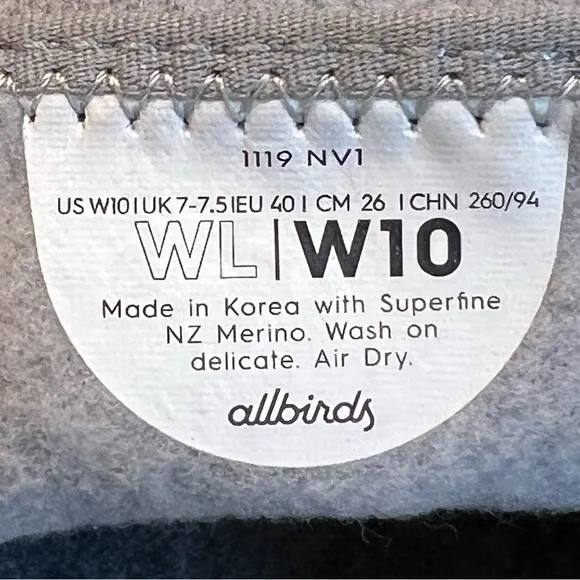 1119 NV1
US W10 | UK 7-7.5 | EU 40 | CM 26 | CHN 260/94
WL | W10
Made in Korea with Superfine
NZ Merino. Wash on
delicate. Air Dry.
allbirds